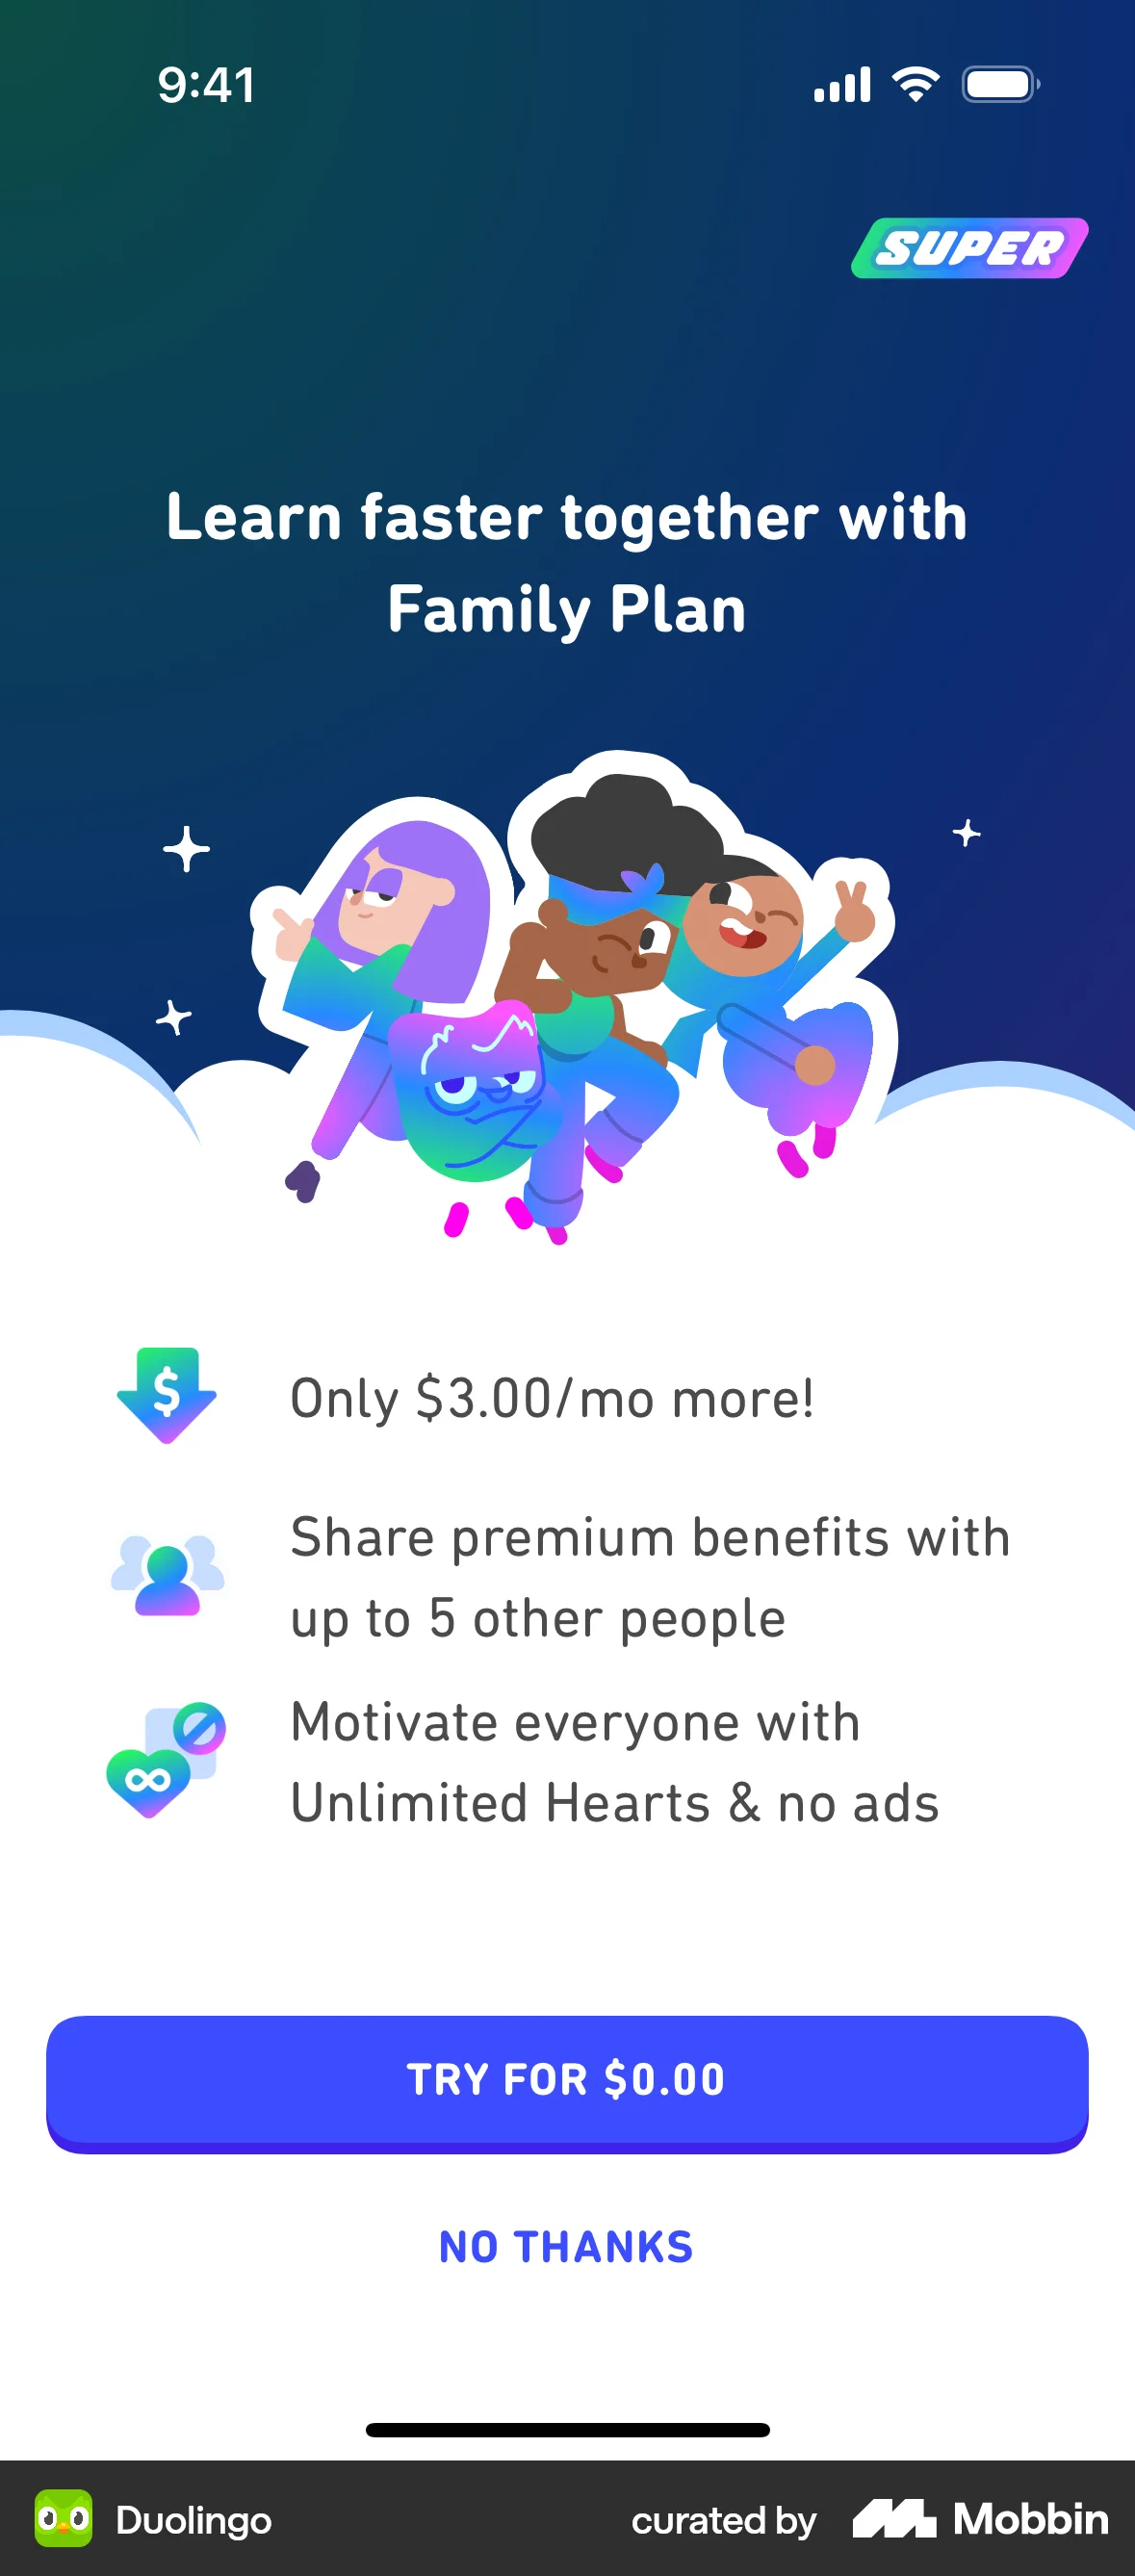 9:41
SUPER
Learn faster together with
Family Plan
$
Only $3.00/mo more!
Share premium benefits with
up to 5 other people
Motivate everyone with
Unlimited Hearts & no ads
TRY FOR $0.00
NO THANKS
Duolingo
curated by Mobbin